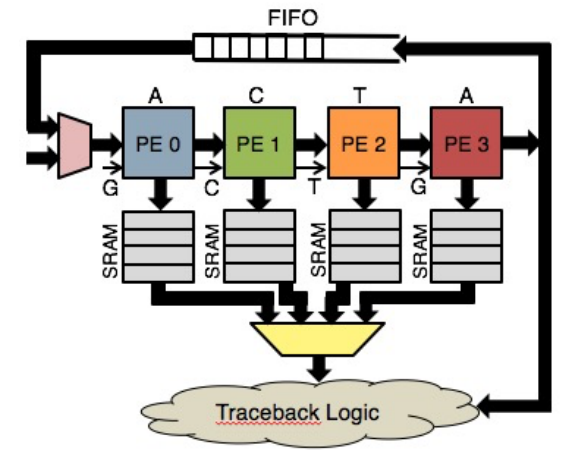 FIFO
A C T A
PE 0 PE 1 PE 2 PE 3
G C T G
SRAM SRAM SRAM SRAM
Traceback Logic